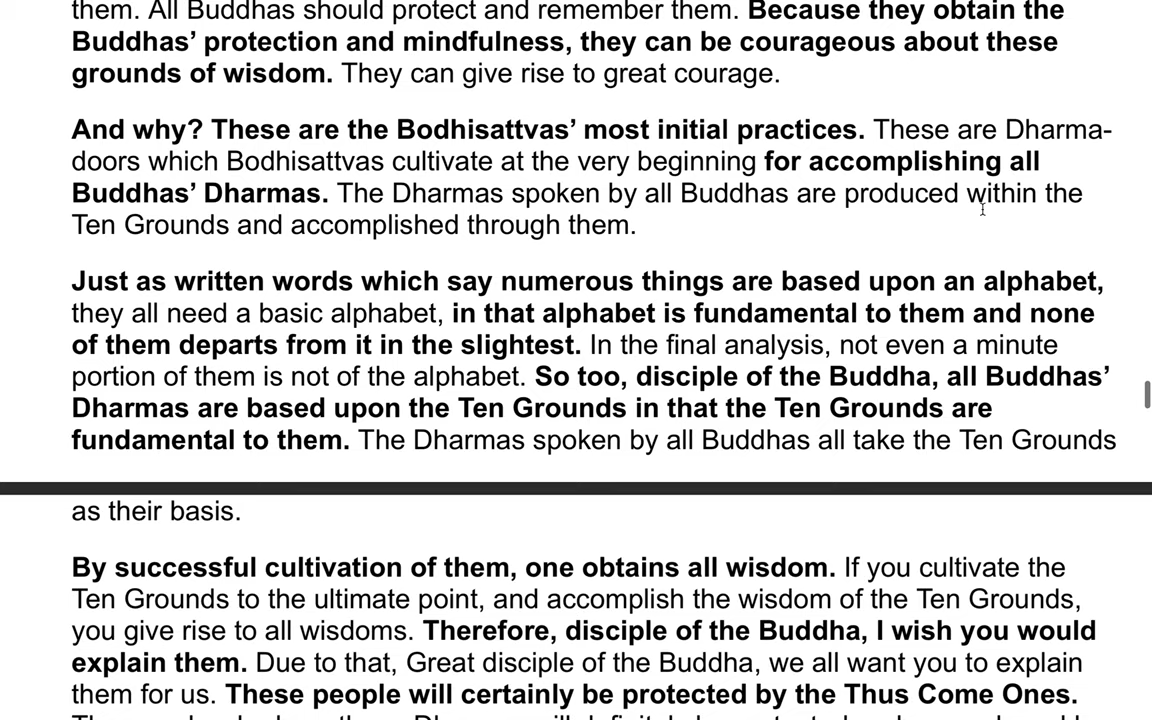 them. All Buddhas should protect and remember them. Because they obtain the
Buddhas’ protection and mindfulness, they can be courageous about these
grounds of wisdom. They can give rise to great courage.
And why? These are the Bodhisattvas’ most initial practices. These are Dharma-
doors which Bodhisattvas cultivate at the very beginning for accomplishing all
Buddhas’ Dharmas. The Dharmas spoken by all Buddhas are produced within the
Ten Grounds and accomplished through them.
Just as written words which say numerous things are based upon an alphabet,
they all need a basic alphabet, in that alphabet is fundamental to them and none
of them departs from it in the slightest. In the final analysis, not even a minute
portion of them is not of the alphabet. So too, disciple of the Buddha, all Buddhas’
Dharmas are based upon the Ten Grounds in that the Ten Grounds are
fundamental to them. The Dharmas spoken by all Buddhas all take the Ten Grounds
as their basis.
By successful cultivation of them, one obtains all wisdom. If you cultivate the
Ten Grounds to the ultimate point, and accomplish the wisdom of the Ten Grounds,
you give rise to all wisdoms. Therefore, disciple of the Buddha, I wish you would
explain them. Due to that, Great disciple of the Buddha, we all want you to explain
them for us. These people will certainly be protected by the Thus Come Ones.